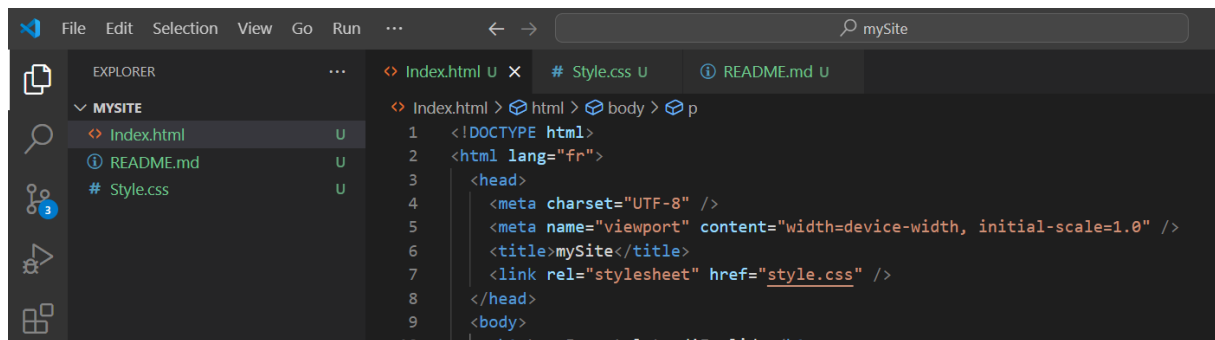 File Edit Selection View Go Run ··· ← → mySite
EXPLORER ···
Index.html U × # Style.css U README.md U
MYSITE
Index.html > html > body > p
Index.html U
README.md U
# Style.css U
3
1 <!DOCTYPE html>
2 <html lang="fr">
3 <head>
4 <meta charset="UTF-8" />
5 <meta name="viewport" content="width=device-width, initial-scale=1.0" />
6 <title>mySite</title>
7 <link rel="stylesheet" href="style.css" />
8 </head>
9 <body>